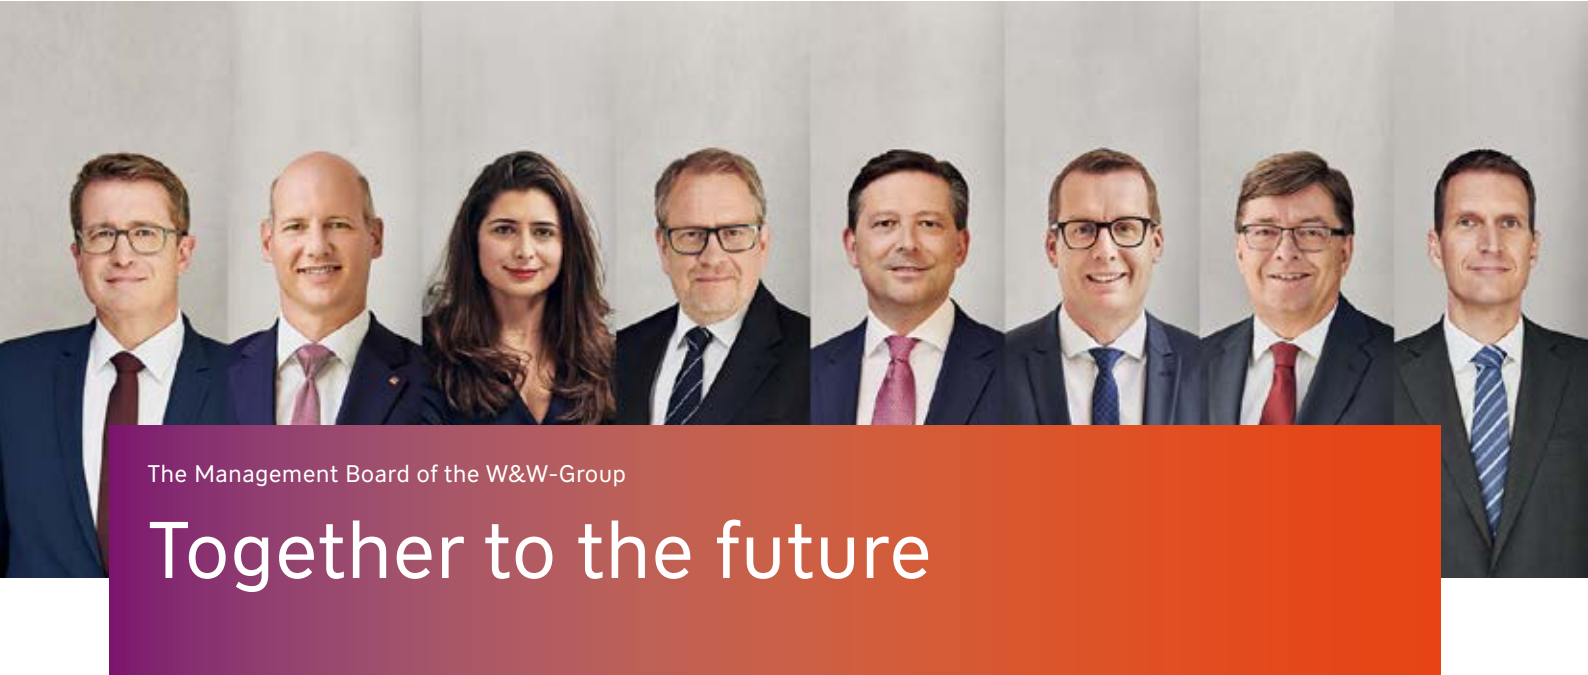 The Management Board of the W&W-Group
Together to the future